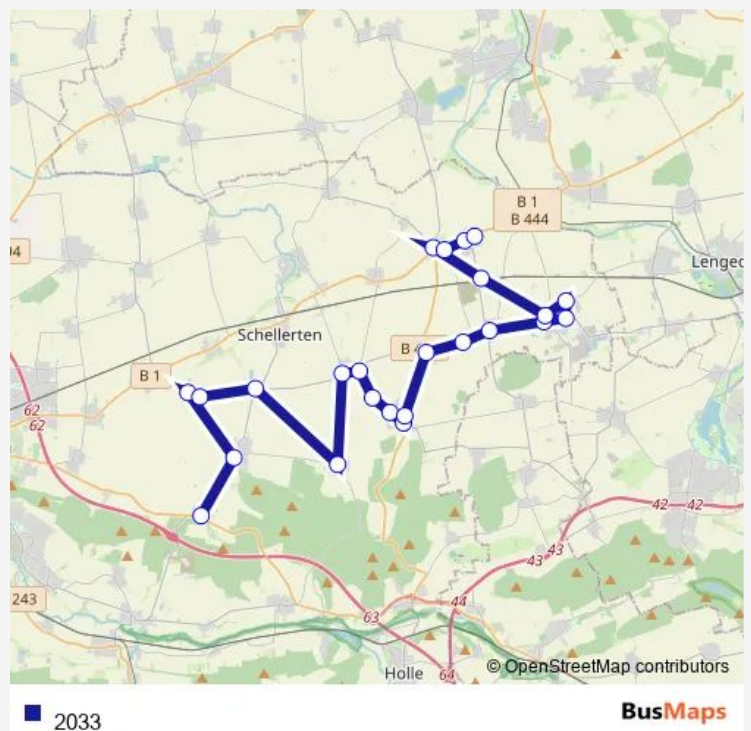 B 1
B 444
94
Lenged
Schellerten
B 4
B 1
62
62
42 42
43
43
243
44
63
Holle
64
© OpenStreetMap contributors
2033
BusMaps